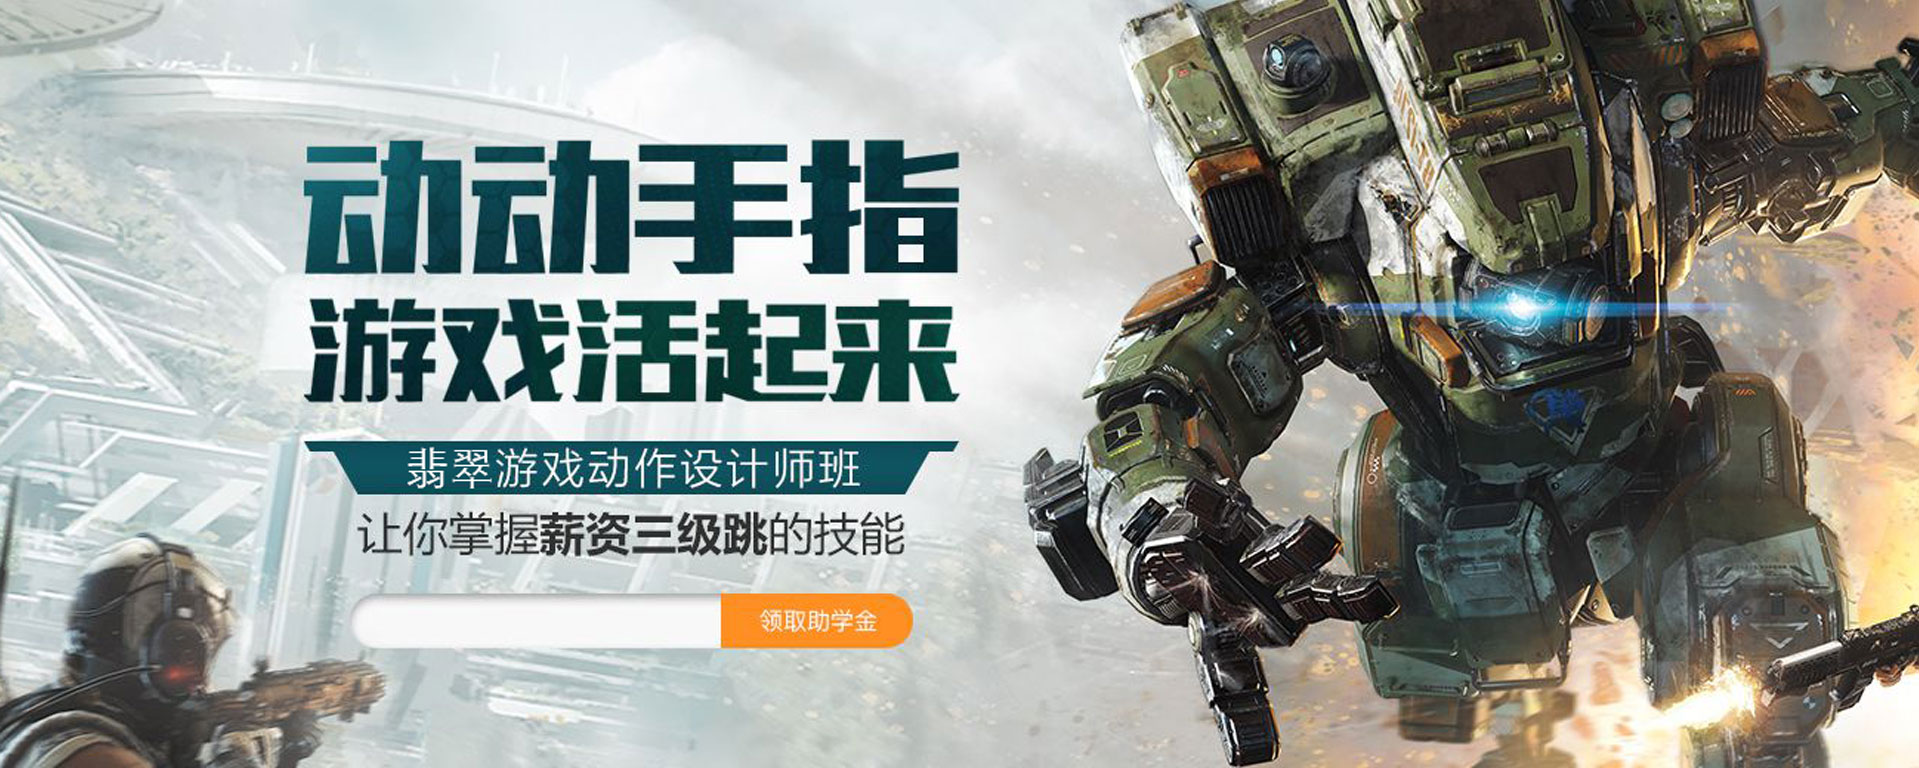 动动手指
游戏活起来
翡翠游戏动作设计师班
让你掌握薪资三级跳的技能
领取助学金